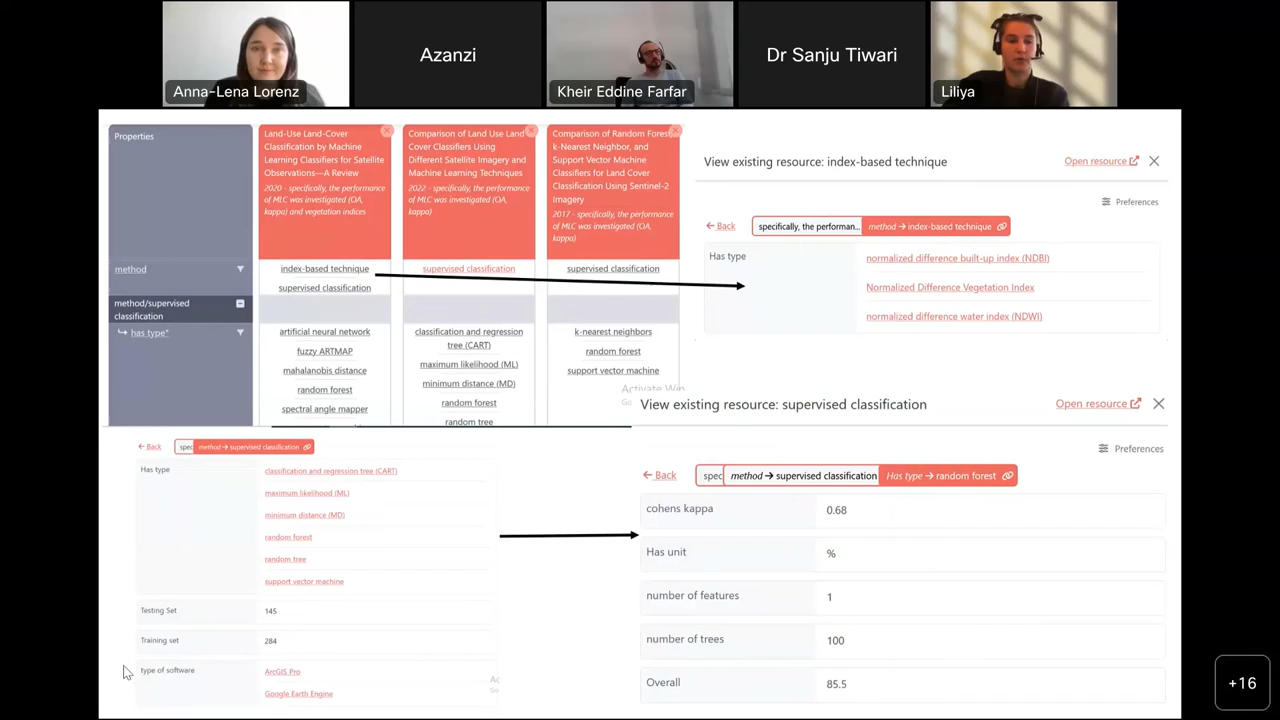 Anna-Lena Lorenz
Azanzi
Kheir Eddine Farfar
Dr Sanju Tiwari
Liliya
Properties
Land-Use Land-Cover
Classification by Machine
Learning Classifiers for Satellite
Observations—A Review
2020 - specifically, the performance
of MLC was investigated (OA,
kappa) and vegetation indices
Comparison of Land Use Land
Cover Classifiers Using
Different Satellite Imagery and
Machine Learning Techniques
2022 - specifically, the performance
of MLC was investigated (OA,
kappa)
Comparison of Random Forest,
k-Nearest Neighbor, and
Support Vector Machine
Classifiers for Land Cover
Classification Using Sentinel-2
Imagery
2017 - specifically, the performance
of MLC was investigated (OA,
kappa)
method
index-based technique
supervised classification
supervised classification
supervised classification
method/supervised
classification
has type*
artificial neural network
fuzzy ARTMAP
mahalanobis distance
random forest
spectral angle mapper
classification and regression
tree (CART)
maximum likelihood (ML)
minimum distance (MD)
random forest
random tree
k-nearest neighbors
random forest
support vector machine
Activate Win
Go
View existing resource: index-based technique
Open resource
Preferences
Back
specifically, the performan...
method → index-based technique
Has type
normalized difference built-up index (NDBI)
Normalized Difference Vegetation Index
normalized difference water index (NDWI)
Back
spec
method → supervised classification
Has type
classification and regression tree (CART)
maximum likelihood (ML)
minimum distance (MD)
random forest
random tree
support vector machine
Testing Set
145
Training set
284
type of software
ArcGIS Pro
Google Earth Engine
View existing resource: supervised classification
Open resource
Preferences
Back
spec
method → supervised classification
Has type → random forest
cohens kappa
0.68
Has unit
%
number of features
1
number of trees
100
Overall
85.5
+16